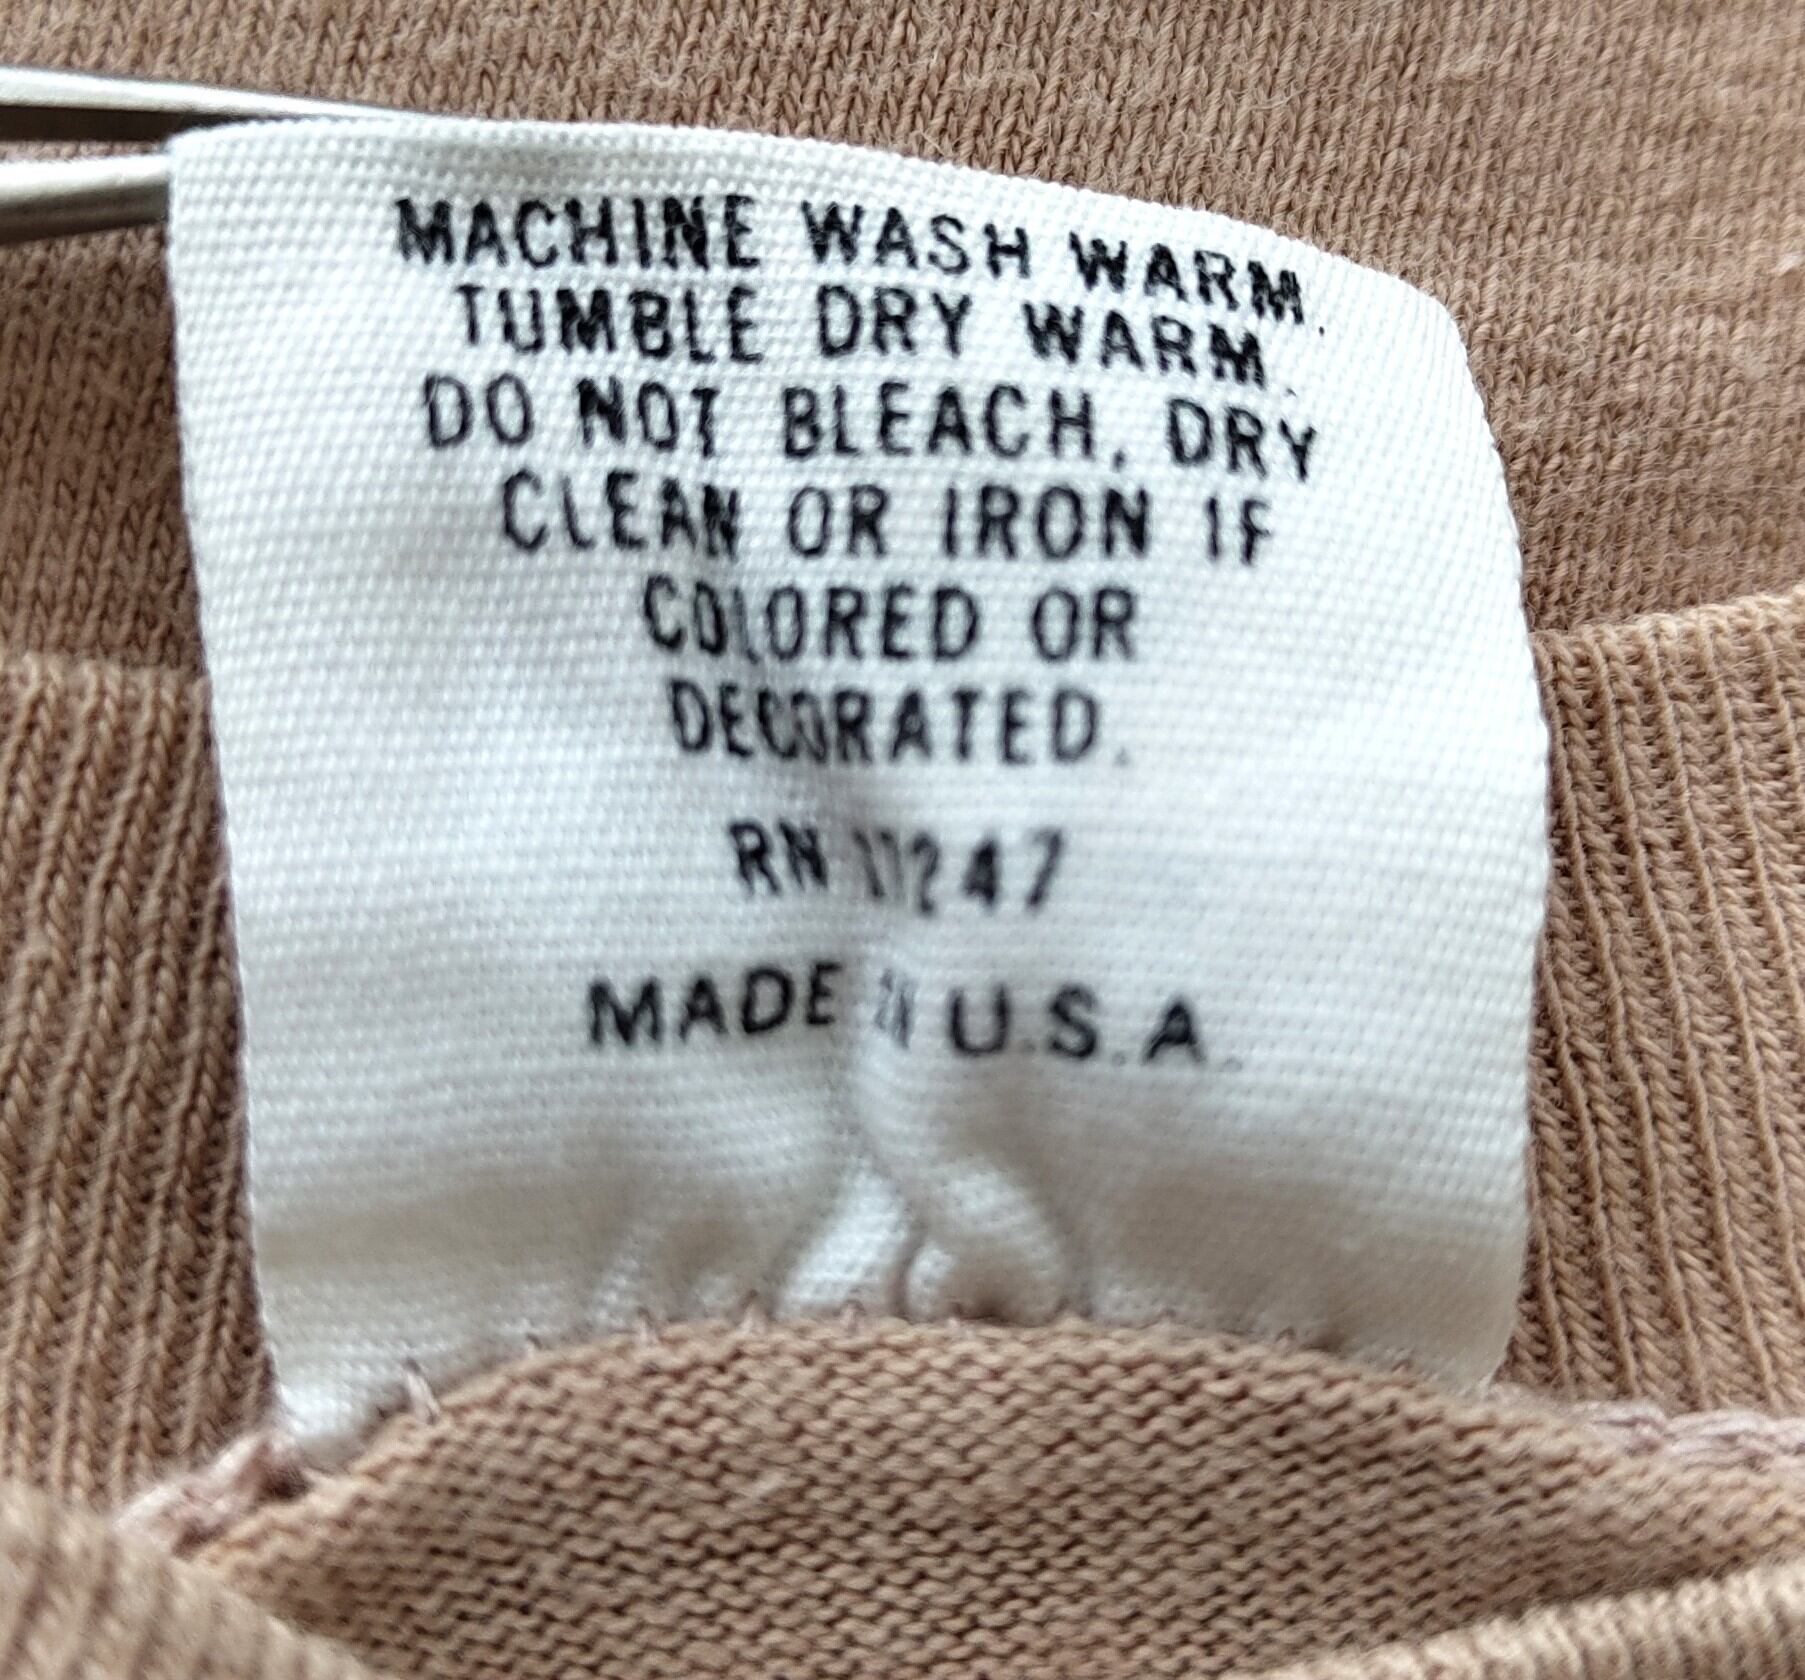 MACHINE WASH WARM.
TUMBLE DRY WARM.
DO NOT BLEACH, DRY
CLEAN OR IRON IF
COLORED OR
DECORATED.
RN 17247
MADE IN U.S.A.